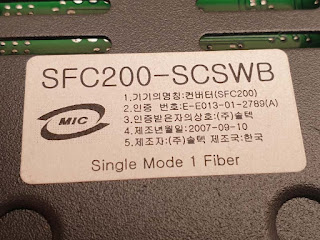 SFC200-SCSWB
MIC
1.기기의명칭:컨버터(SFC200)
2.인증 번호:E-E013-01-2789(A)
3.인증받은자의상호:(주)솔텍
4.제조년월일:2007-09-10
5.제조자:(주)솔텍 제조국:한국
Single Mode 1 Fiber